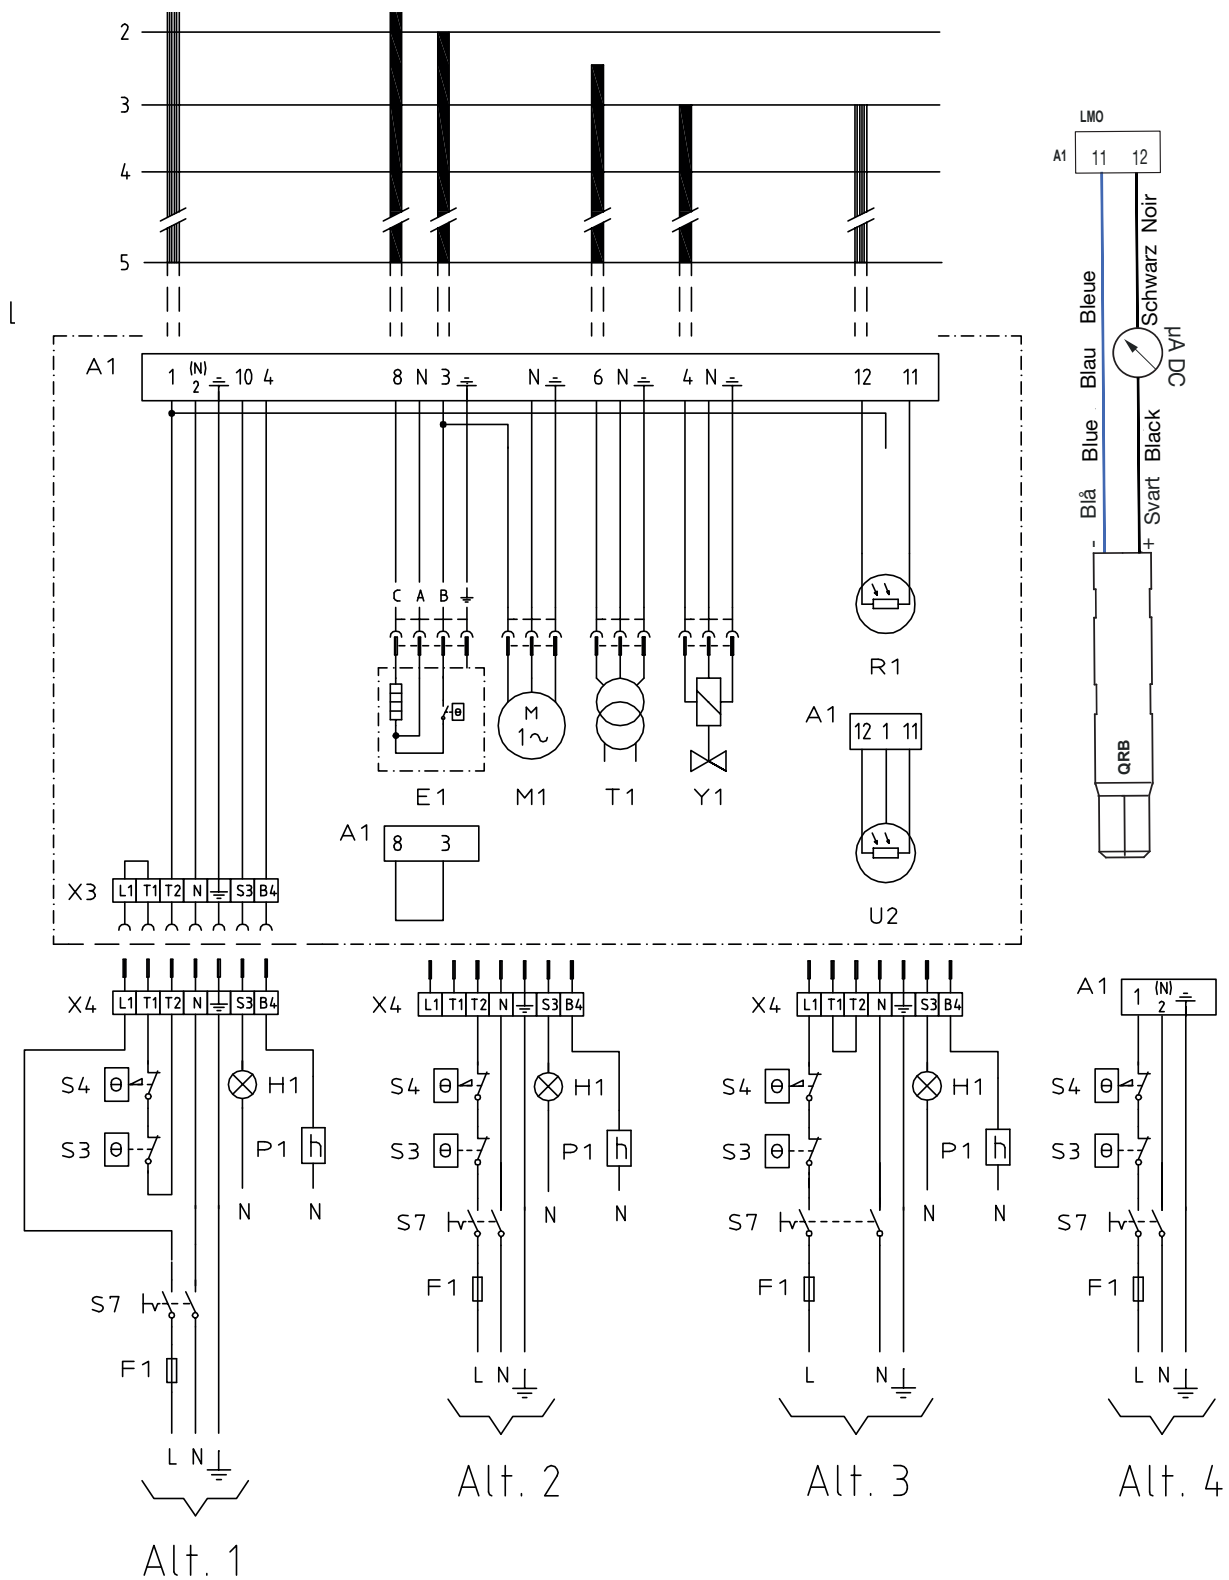 2
3
4
5
l
LMO
A1 11 12
Blå Blue Blau Bleue
Svart Black Schwarz Noir
µA DC
- +
QRB
A1 1 (N) 2 10 4 8 N 3 N 6 N 4 N 12 11
C A B
M
1~
θ
E1 M1 T1 Y1
R1
A1 12 1 11
U2
A1 8 3
X3 L1 T1 T2 N S3 B4
X4 L1 T1 T2 N S3 B4
S4 θ H1
S3 θ P1 h
N N
S7
F1
L N
Alt. 1
X4 L1 T1 T2 N S3 B4
S4 θ H1
S3 θ P1 h
N N
S7
F1
L N
Alt. 2
X4 L1 T1 T2 N S3 B4
S4 θ H1
S3 θ P1 h
N N
S7
F1
L N
Alt. 3
A1 1 (N) 2
S4 θ
S3 θ
S7
F1
L N
Alt. 4